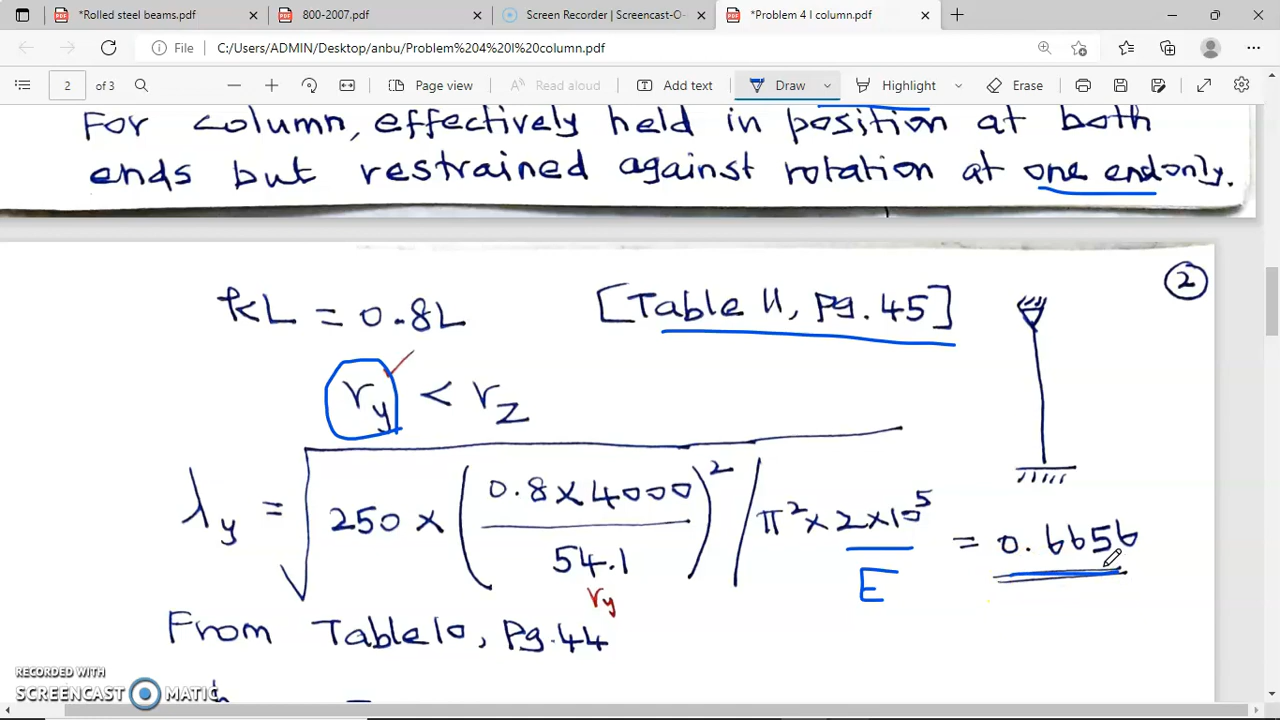 *Rolled steel beams.pdf
800-2007.pdf
Screen Recorder | Screencast-O-
*Problem 4 I column.pdf
File
C:/Users/ADMIN/Desktop/anbu/Problem%204%20I%20column.pdf
2 of 3
Page view
Read aloud
Add text
Draw
Highlight
Erase
For column, effectively held in position at both
ends but restrained against rotation at one end only.
2
KL = 0.8L [Table 11, Pg. 45]
ry < rz
λy = √250 × (0.8×4000 / 54.1)² / π² × 2×10⁵ = 0.6656
ry
E
From Table 10, Pg. 44
RECORDED WITH
SCREENCAST MATIC